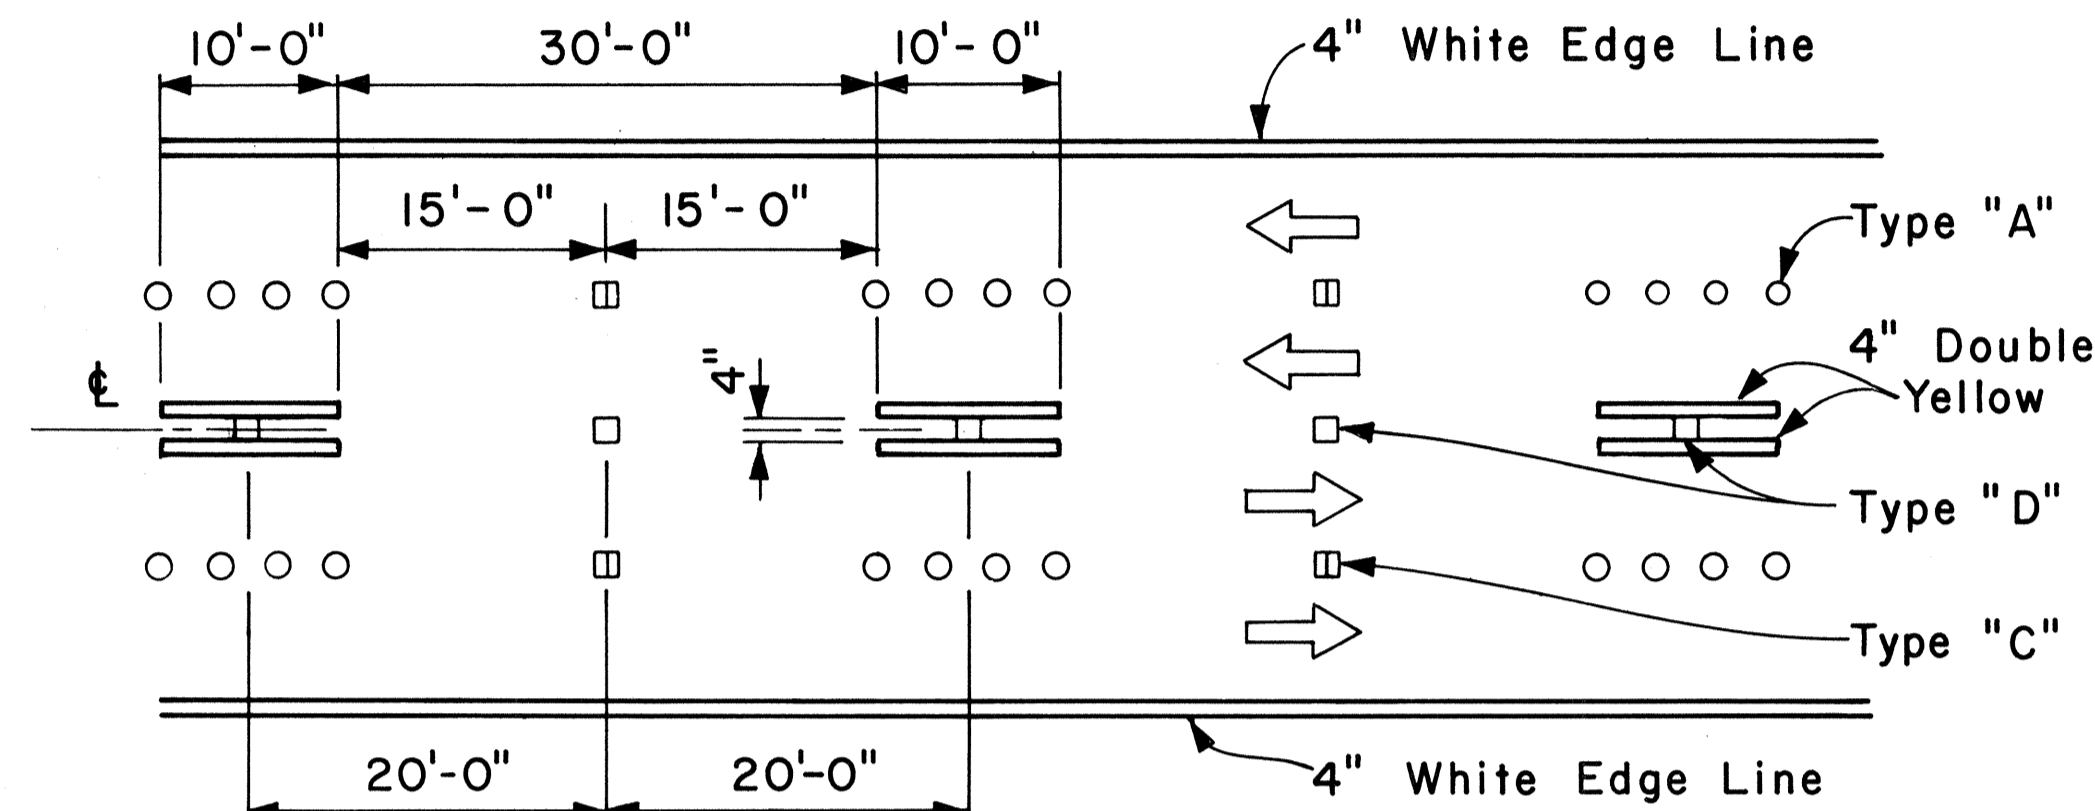 10'-0" 30'-0" 10'-0" 4" White Edge Line
15'-0" 15'-0" Type "A"
4" Double
Yellow
℄ 4"
Type "D"
Type "C"
20'-0" 20'-0" 4" White Edge Line